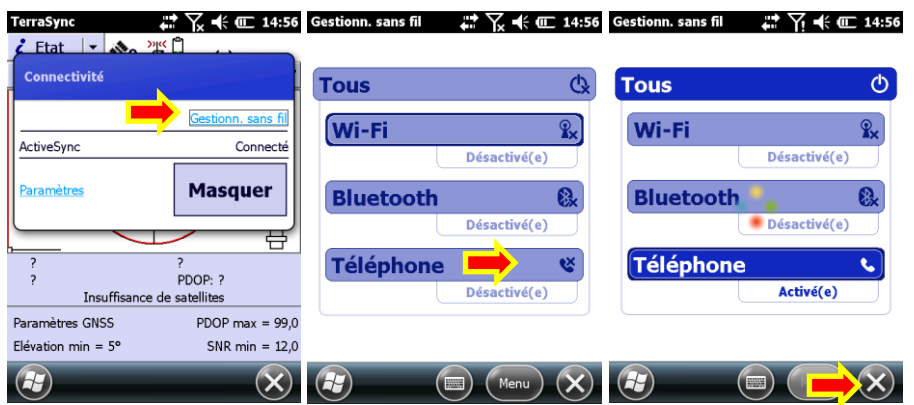 TerraSync 14:56
Etat
Connectivité
Gestionn. sans fil
ActiveSync Connecté
Paramètres Masquer
? ?
? PDOP: ?
Insuffisance de satellites
Paramètres GNSS PDOP max = 99,0
Elévation min = 5° SNR min = 12,0
Gestionn. sans fil 14:56
Tous
Wi-Fi
Désactivé(e)
Bluetooth
Désactivé(e)
Téléphone
Désactivé(e)
Menu
Gestionn. sans fil 14:56
Tous
Wi-Fi
Désactivé(e)
Bluetooth
Désactivé(e)
Téléphone
Activé(e)